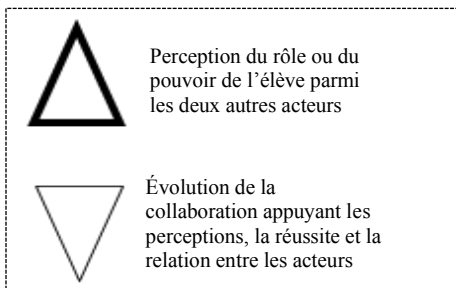 Perception du rôle ou du
pouvoir de l’élève parmi
les deux autres acteurs
Évolution de la
collaboration appuyant les
perceptions, la réussite et la
relation entre les acteurs